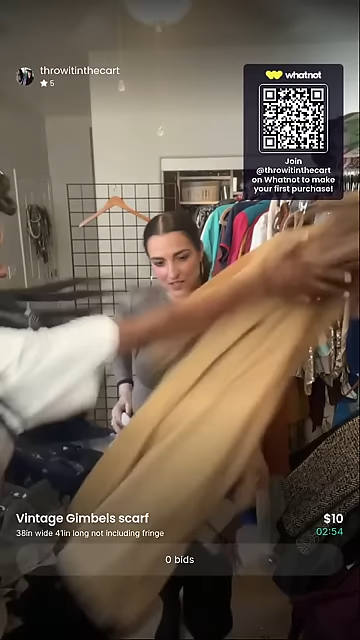 throwitinthecart
★ 5
whatnot
Join
@throwitinthecart
on Whatnot to make
your first purchase!
Vintage Gimbels scarf
38in wide 41in long not including fringe
$10
02:54
0 bids